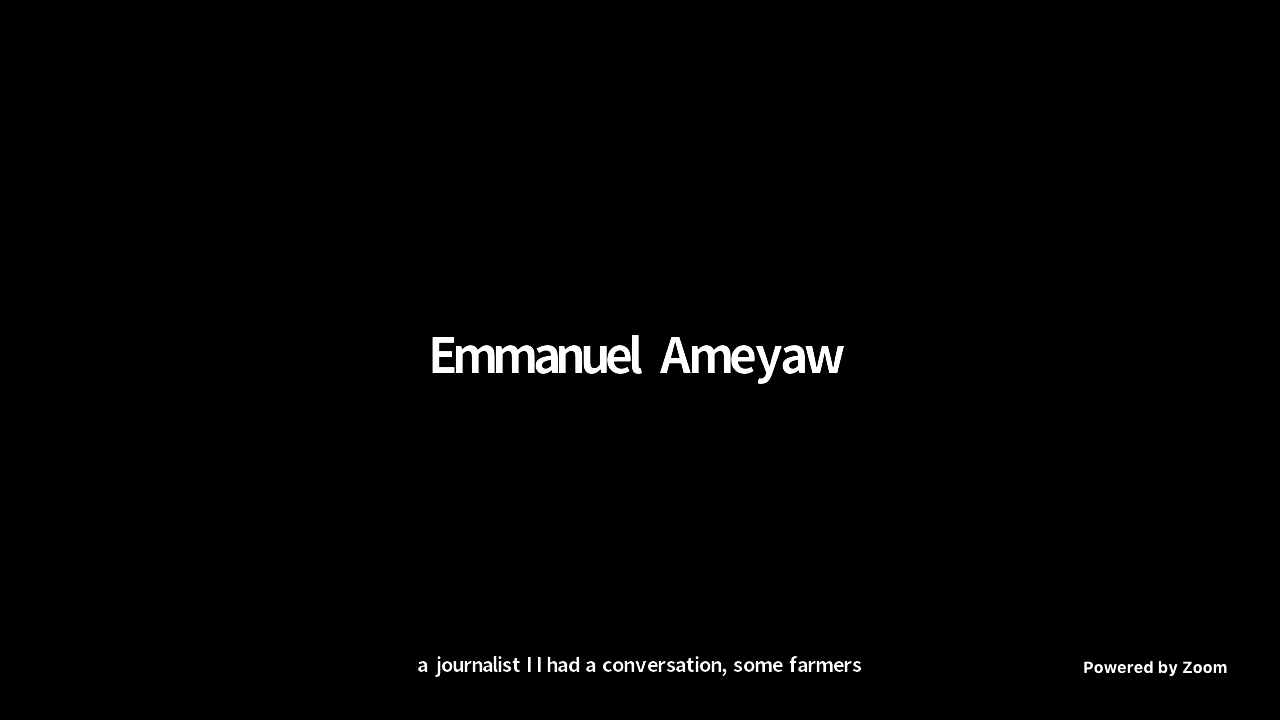 Emmanuel Ameyaw
a journalist I I had a conversation, some farmers
Powered by Zoom